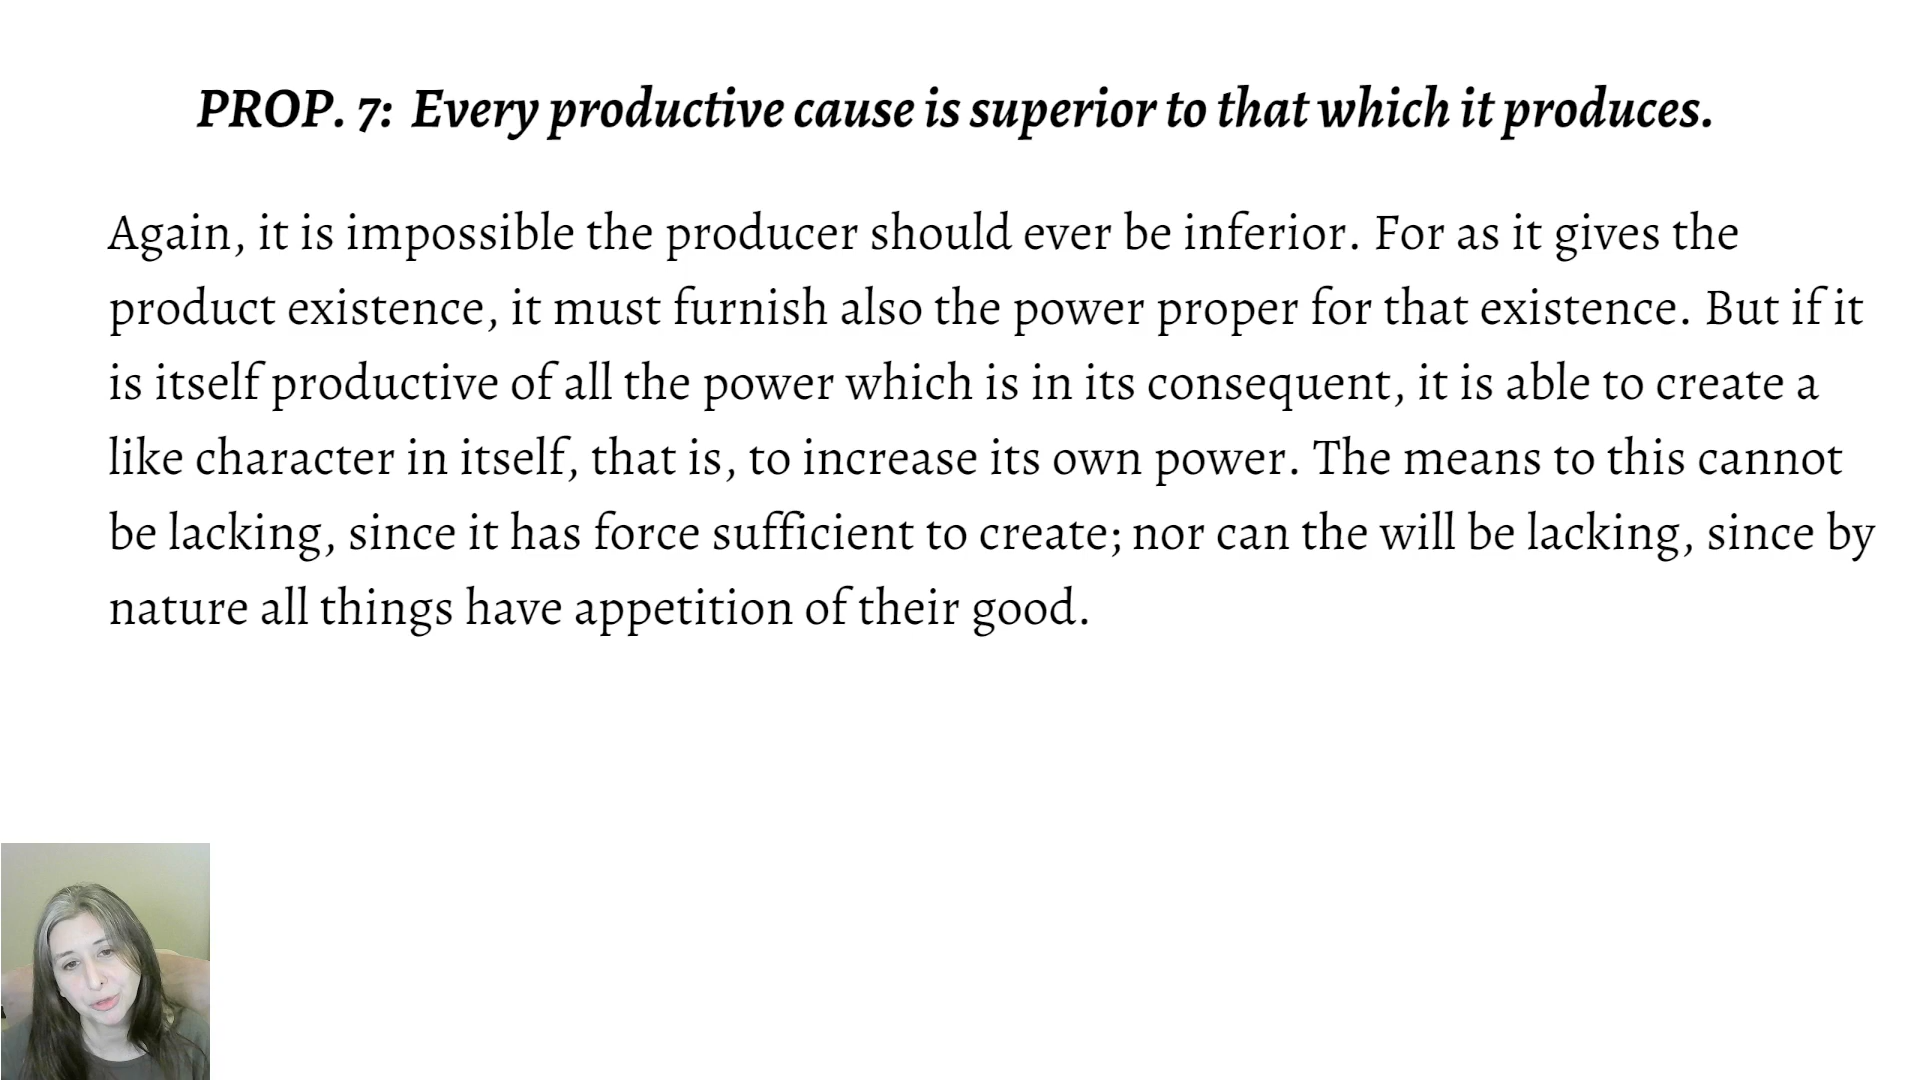 PROP. 7: Every productive cause is superior to that which it produces.
Again, it is impossible the producer should ever be inferior. For as it gives the
product existence, it must furnish also the power proper for that existence. But if it
is itself productive of all the power which is in its consequent, it is able to create a
like character in itself, that is, to increase its own power. The means to this cannot
be lacking, since it has force sufficient to create; nor can the will be lacking, since by
nature all things have appetition of their good.